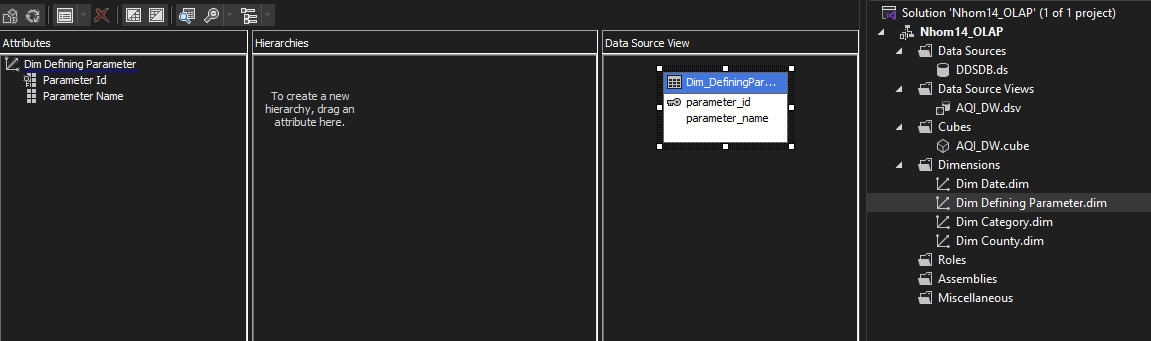 Attributes
Dim Defining Parameter
Parameter Id
Parameter Name
Hierarchies
To create a new
hierarchy, drag an
attribute here.
Data Source View
Dim_DefiningPar...
parameter_id
parameter_name
Solution 'Nhom14_OLAP' (1 of 1 project)
Nhom14_OLAP
Data Sources
DDSDB.ds
Data Source Views
AQI_DW.dsv
Cubes
AQI_DW.cube
Dimensions
Dim Date.dim
Dim Defining Parameter.dim
Dim Category.dim
Dim County.dim
Roles
Assemblies
Miscellaneous